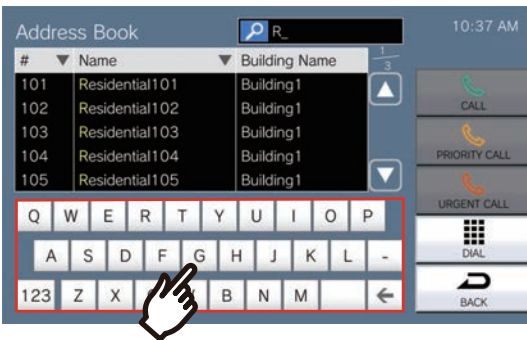 Address Book R_ 10:37 AM
# Name Building Name 1/3
101 Residential101 Building1
102 Residential102 Building1
103 Residential103 Building1
104 Residential104 Building1
105 Residential105 Building1
CALL
PRIORITY CALL
URGENT CALL
DIAL
BACK
Q W E R T Y U I O P
A S D F G H J K L -
123 Z X B N M